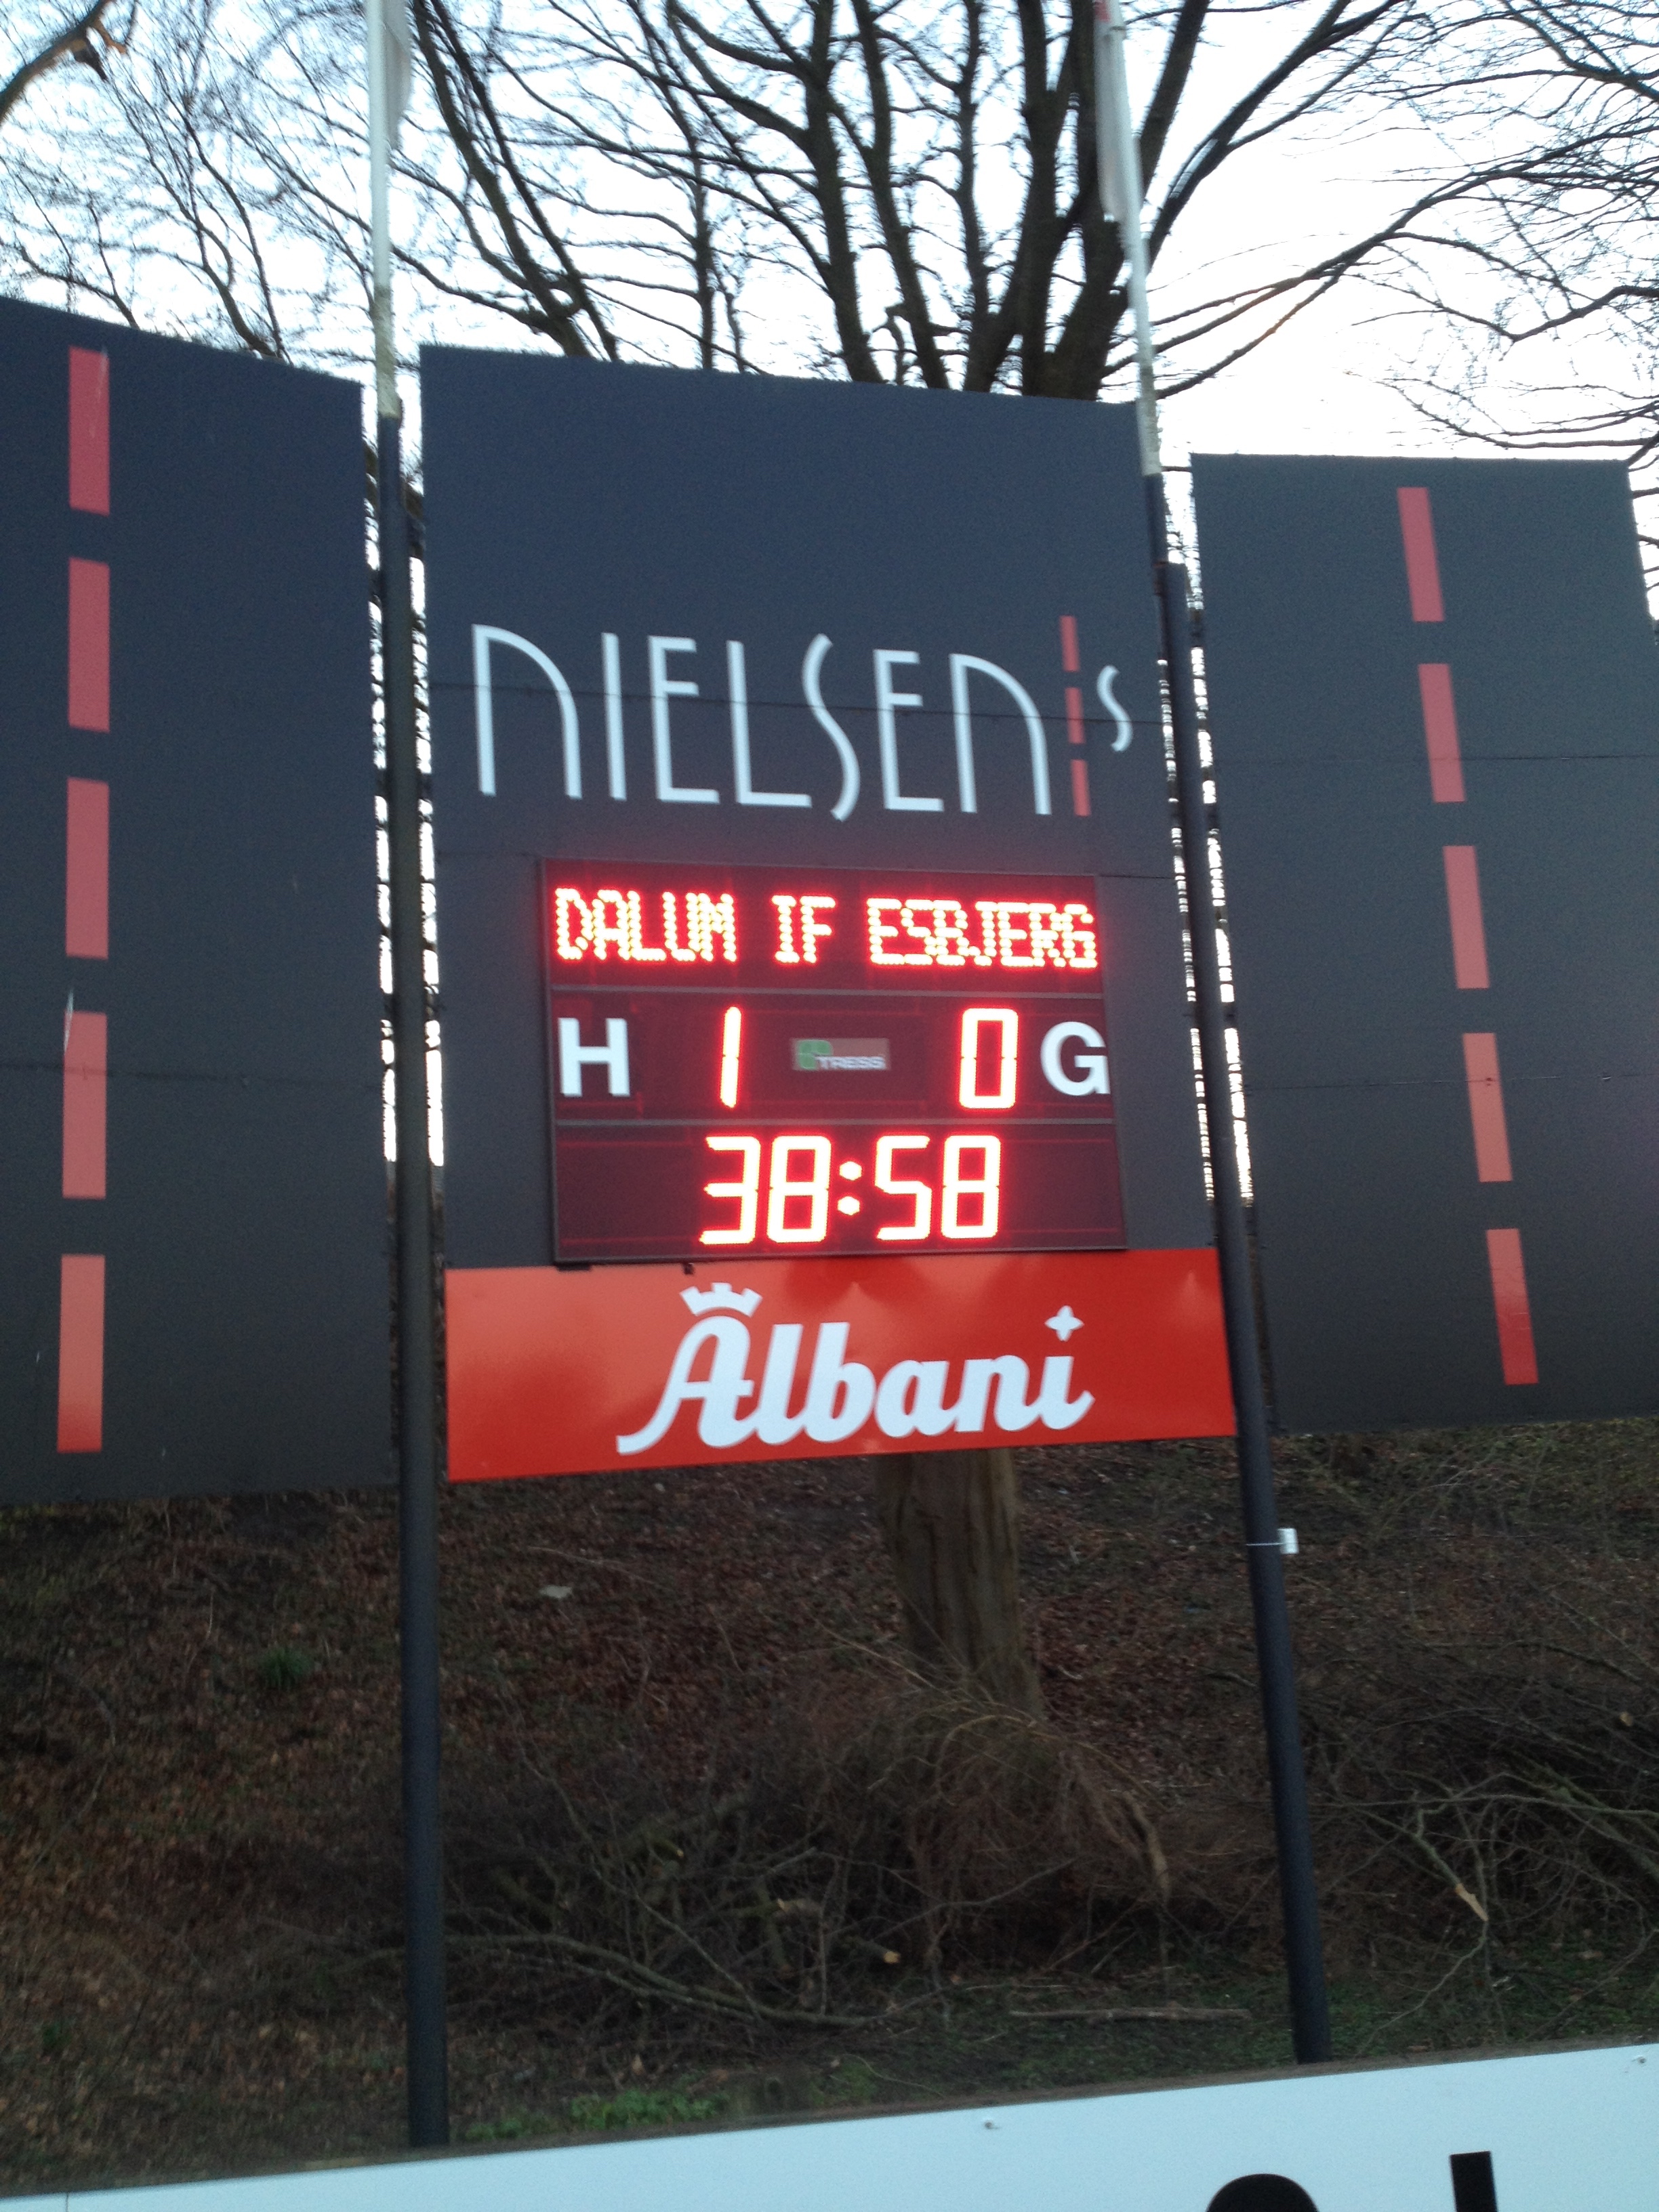 NIELSEN'S
DALUM IF ESBJERG
H 1 TRESS 0 G
38:58
Albani